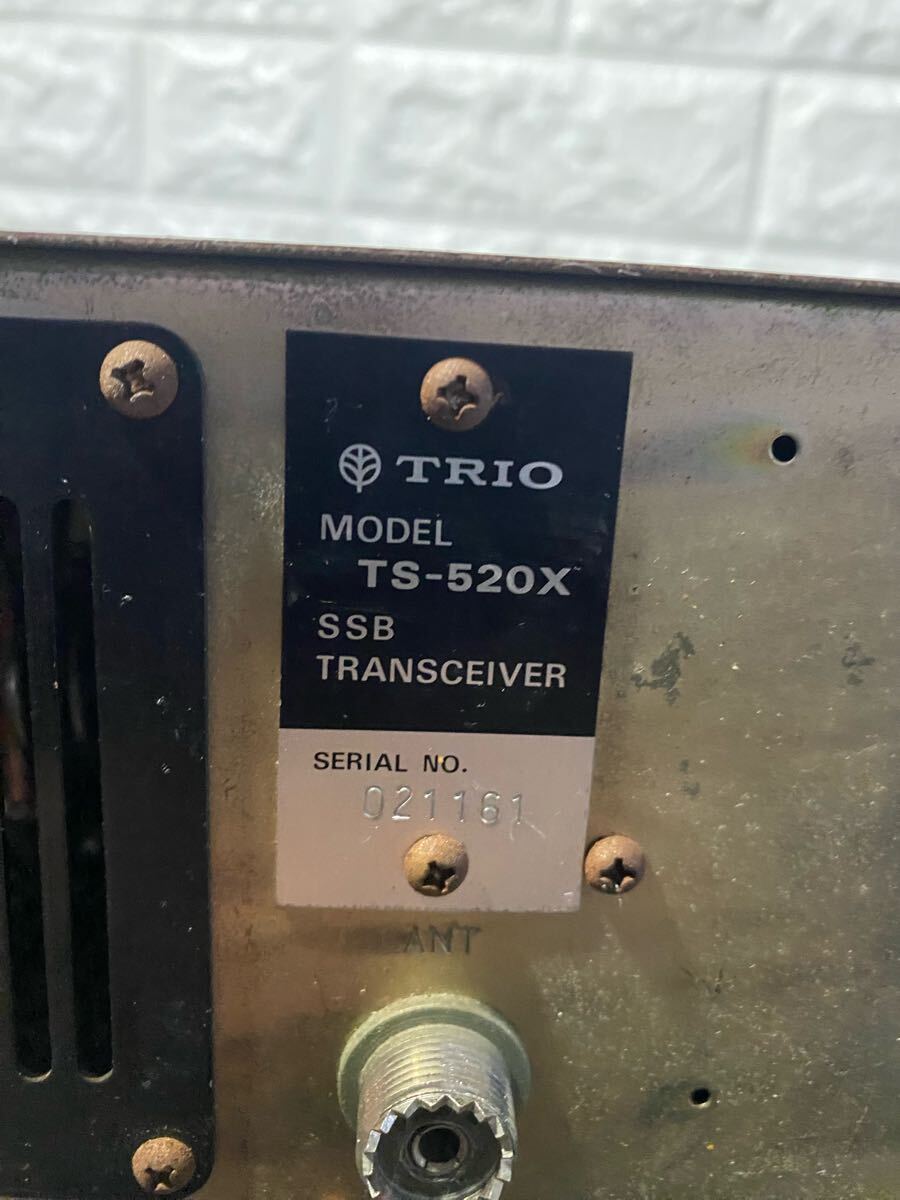 TRIO
MODEL
TS-520X
SSB
TRANSCEIVER
SERIAL NO.
021161
ANT